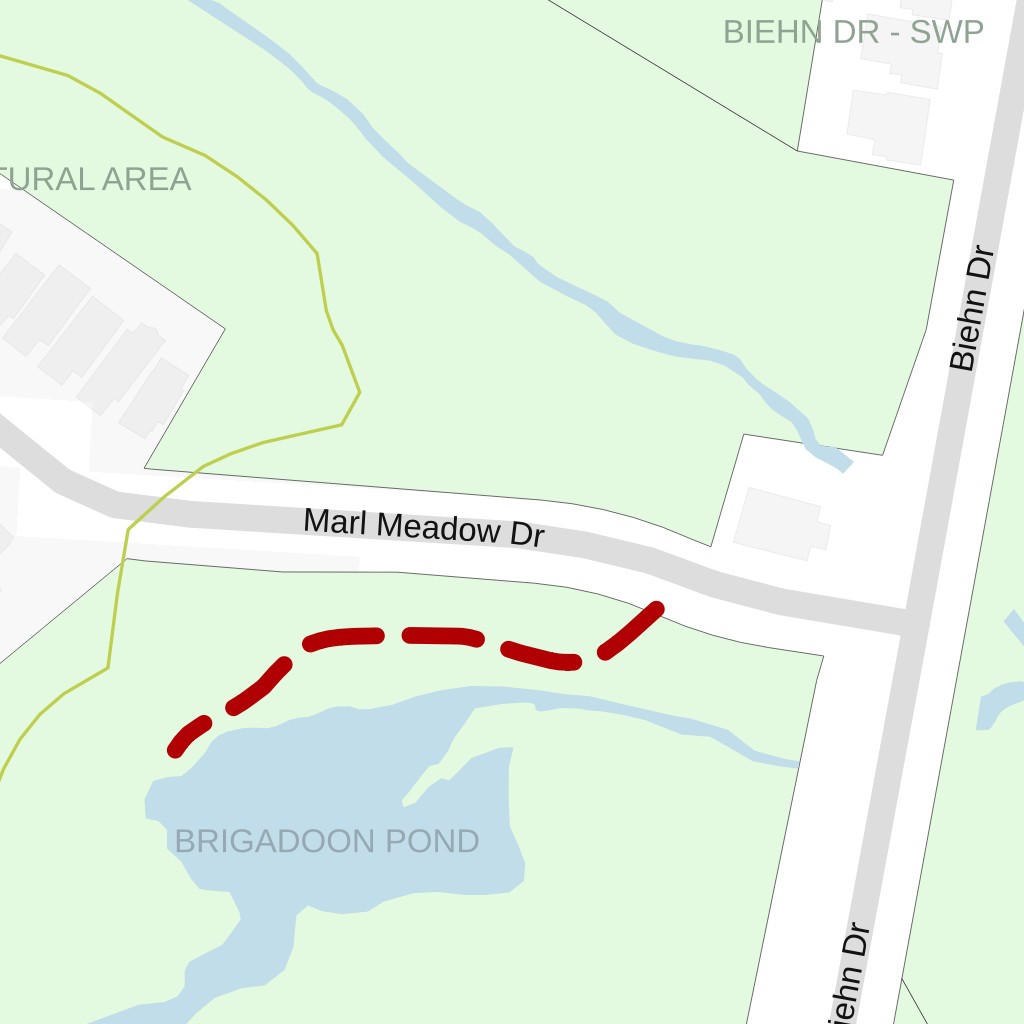 BIEHN DR - SWP
TURAL AREA
Biehn Dr
Marl Meadow Dr
BRIGADOON POND
iehn Dr